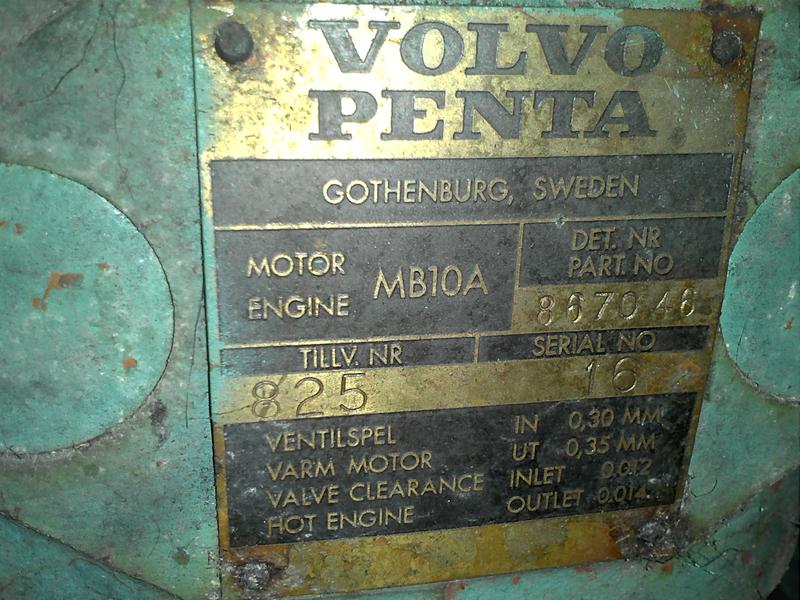 VOLVO
PENTA
GOTHENBURG, SWEDEN
MOTOR
ENGINE
MB10A
DET. NR
PART. NO
867046
TILLV. NR
SERIAL NO
825
16
VENTILSPEL
VARM MOTOR
VALVE CLEARANCE
HOT ENGINE
IN 0,30 MM
UT 0,35 MM
INLET 0.012
OUTLET 0.014